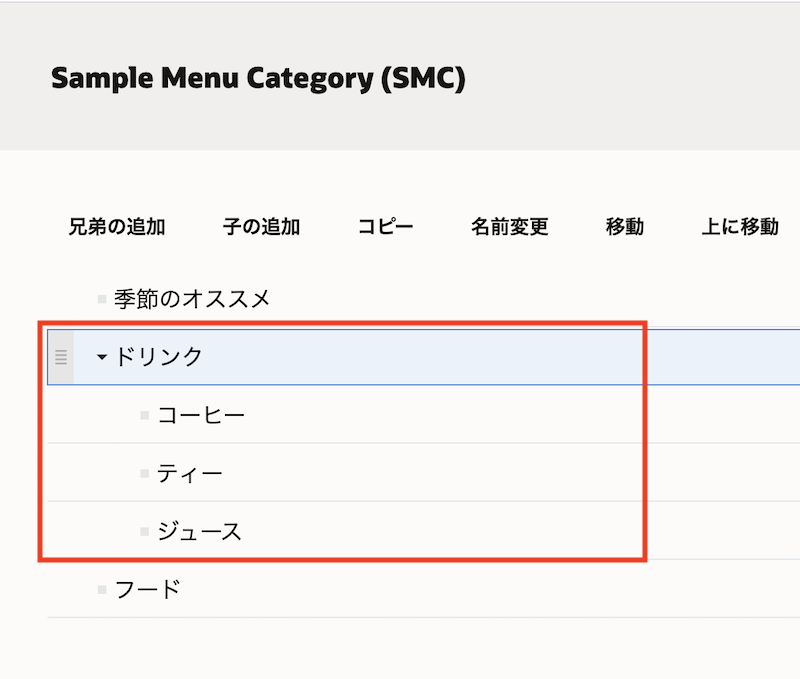 Sample Menu Category (SMC)
兄弟の追加 子の追加 コピー 名前変更 移動 上に移動
季節のオススメ
ドリンク
コーヒー
ティー
ジュース
フード